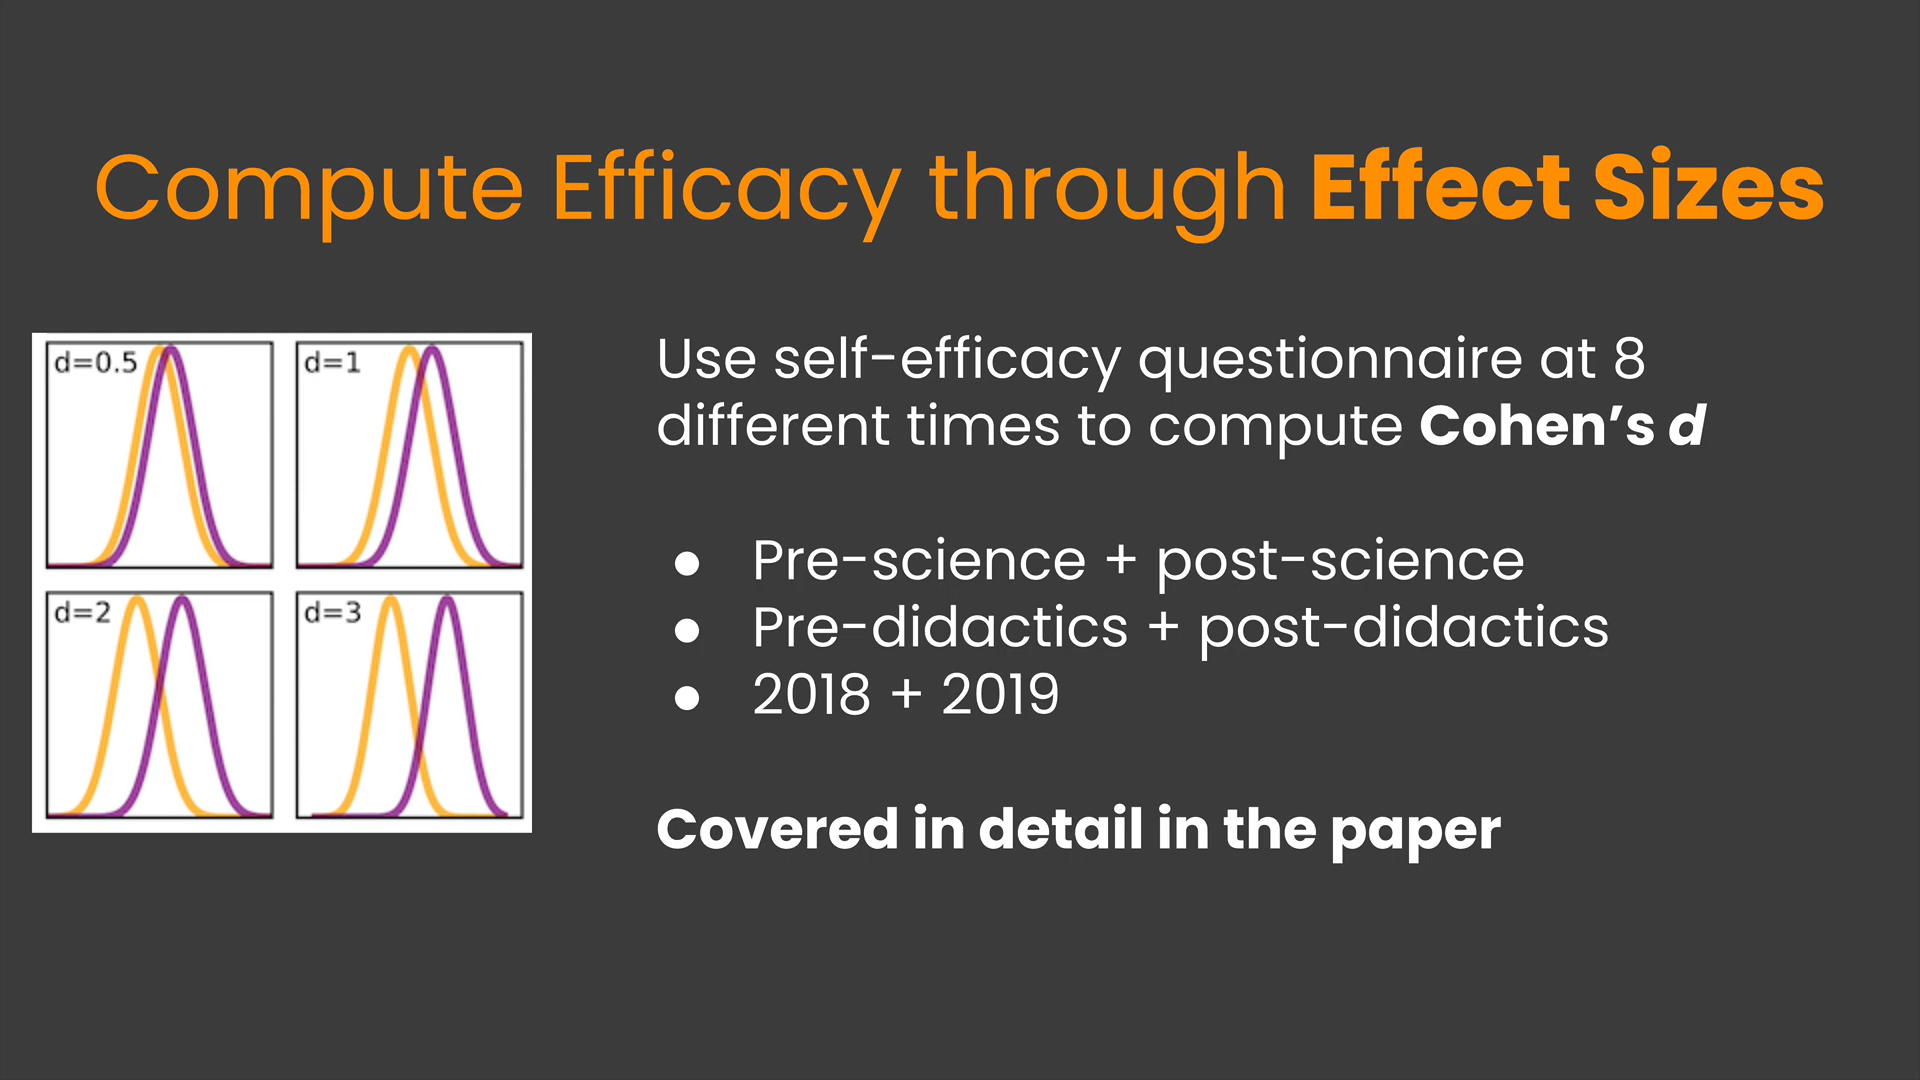 Compute Efficacy through Effect Sizes
d=0.5
d=1
d=2
d=3
Use self-efficacy questionnaire at 8
different times to compute Cohen’s d
● Pre-science + post-science
● Pre-didactics + post-didactics
● 2018 + 2019
Covered in detail in the paper